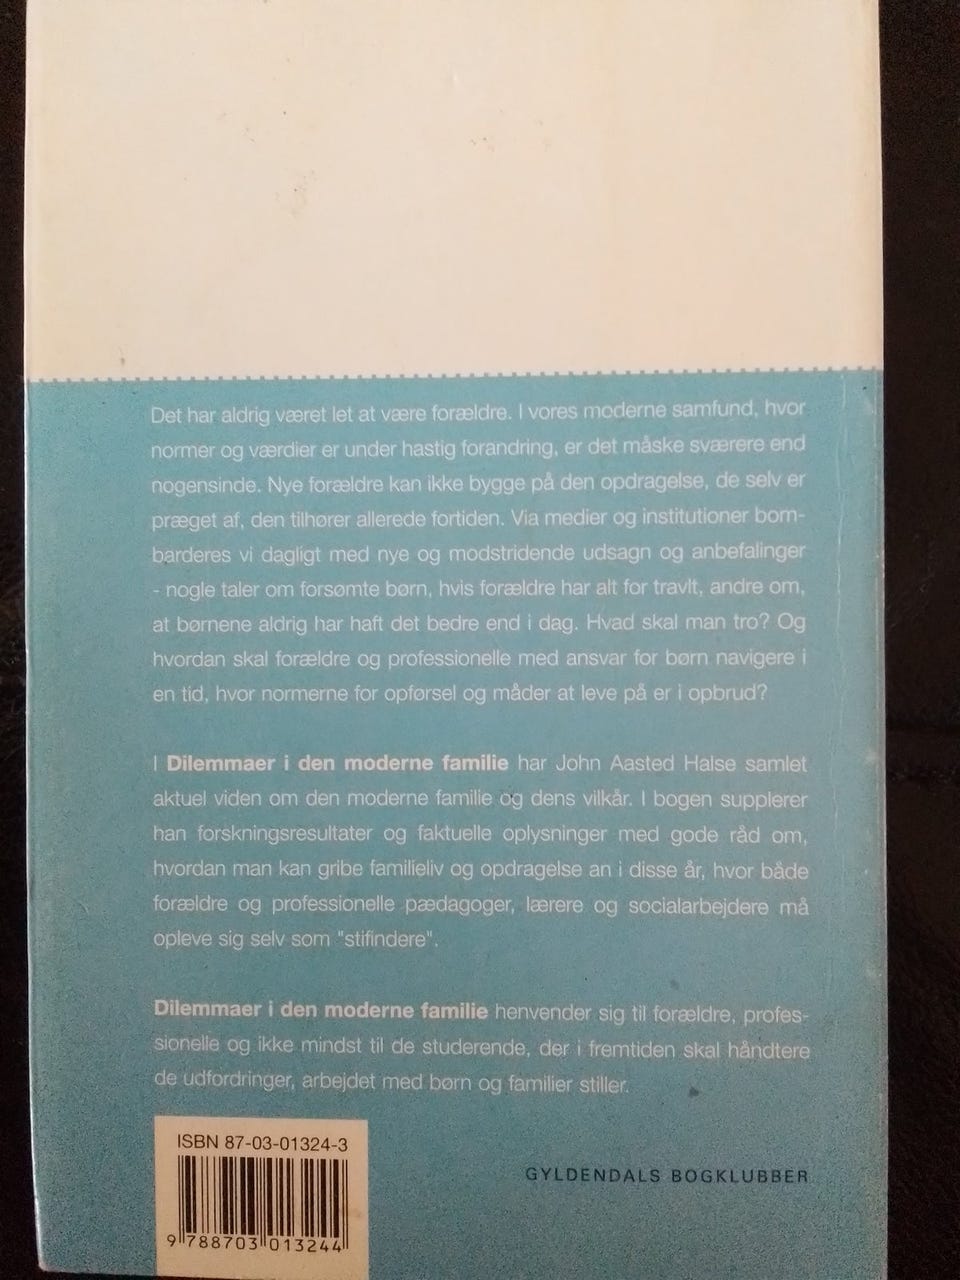 Det har aldrig været let at være forældre. I vores moderne samfund, hvor
normer og værdier er under hastig forandring, er det måske sværere end
nogensinde. Nye forældre kan ikke bygge på den opdragelse, de selv er
præget af, den tilhører allerede fortiden. Via medier og institutioner bom-
barderes vi dagligt med nye og modstridende udsagn og anbefalinger
- nogle taler om forsømte børn, hvis forældre har alt for travlt, andre om,
at børnene aldrig har haft det bedre end i dag. Hvad skal man tro? Og
hvordan skal forældre og professionelle med ansvar for børn navigere i
en tid, hvor normerne for opførsel og måder at leve på er i opbrud?
I Dilemmaer i den moderne familie har John Aasted Halse samlet
aktuel viden om den moderne familie og dens vilkår. I bogen supplerer
han forskningsresultater og faktuelle oplysninger med gode råd om,
hvordan man kan gribe familieliv og opdragelse an i disse år, hvor både
forældre og professionelle pædagoger, lærere og socialarbejdere må
opleve sig selv som "stifindere".
Dilemmaer i den moderne familie henvender sig til forældre, profes-
sionelle og ikke mindst til de studerende, der i fremtiden skal håndtere
de udfordringer, arbejdet med børn og familier stiller.
ISBN 87-03-01324-3
GYLDENDALS BOGKLUBBER
9 788703 013244